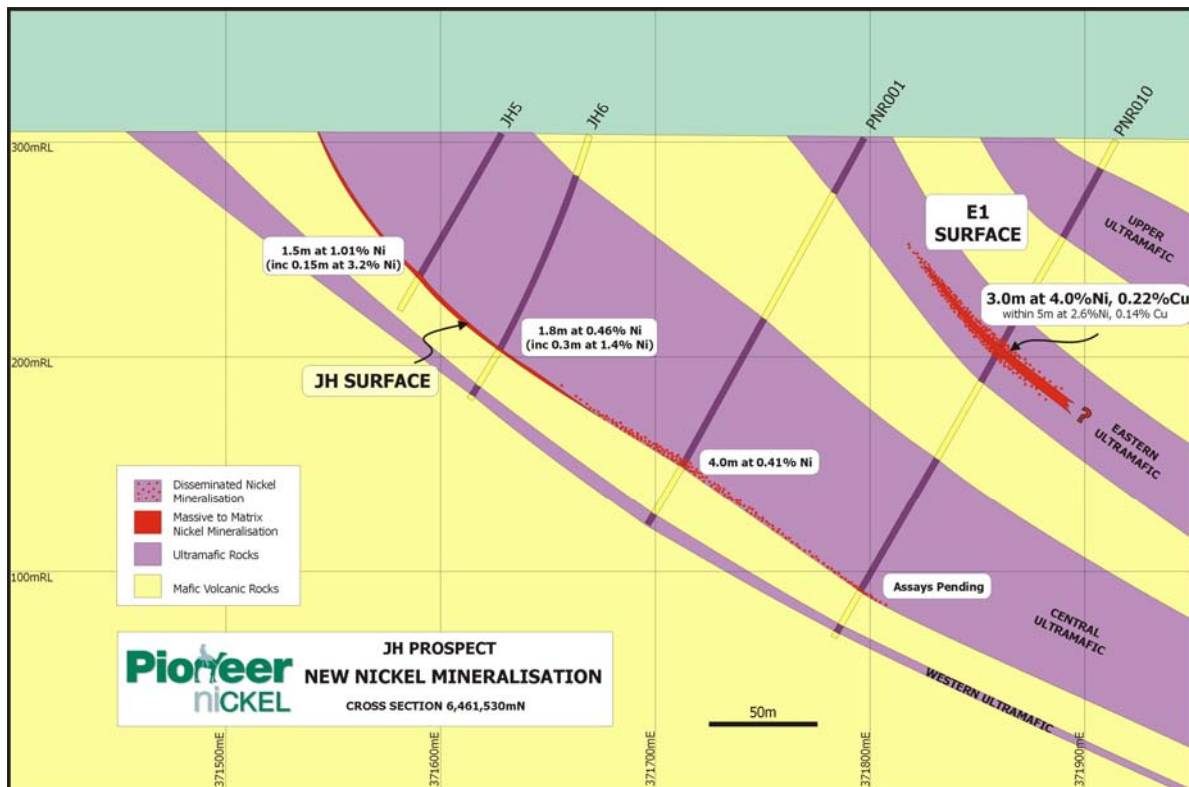 JH5
JH6
PNR001
PNR010
300mRL
200mRL
100mRL
E1
SURFACE
UPPER
ULTRAMAFIC
1.5m at 1.01% Ni
(inc 0.15m at 3.2% Ni)
3.0m at 4.0%Ni, 0.22%Cu
within 5m at 2.6%Ni, 0.14% Cu
1.8m at 0.46% Ni
(inc 0.3m at 1.4% Ni)
JH SURFACE
?
EASTERN
ULTRAMAFIC
4.0m at 0.41% Ni
Disseminated Nickel
Mineralisation
Massive to Matrix
Nickel Mineralisation
Ultramafic Rocks
Mafic Volcanic Rocks
Assays Pending
CENTRAL
ULTRAMAFIC
WESTERN ULTRAMAFIC
Pioneer
niCKEL
JH PROSPECT
NEW NICKEL MINERALISATION
CROSS SECTION 6,461,530mN
50m
371500mE
371600mE
371700mE
371800mE
371900mE